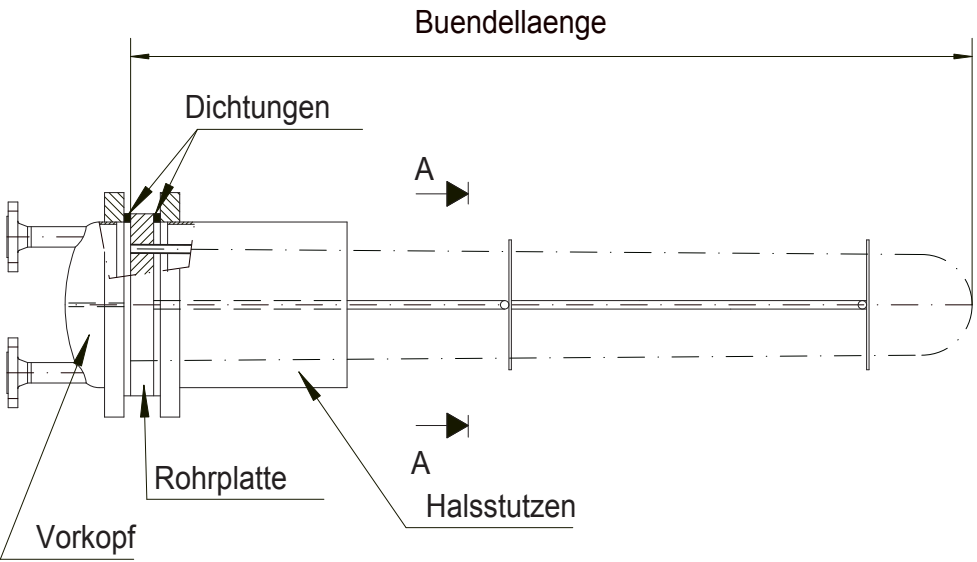 Buendellaenge
Dichtungen
A
A
Rohrplatte
Halsstutzen
Vorkopf